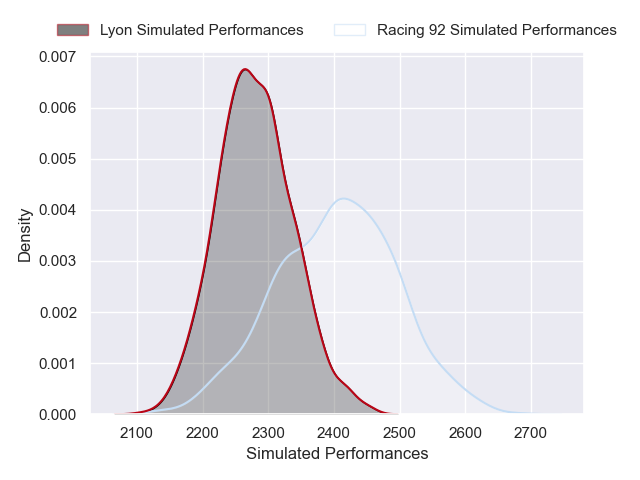 Lyon Simulated Performances
Racing 92 Simulated Performances
0.007
0.006
0.005
0.004
0.003
0.002
0.001
0.000
Density
2100 2200 2300 2400 2500 2600 2700
Simulated Performances